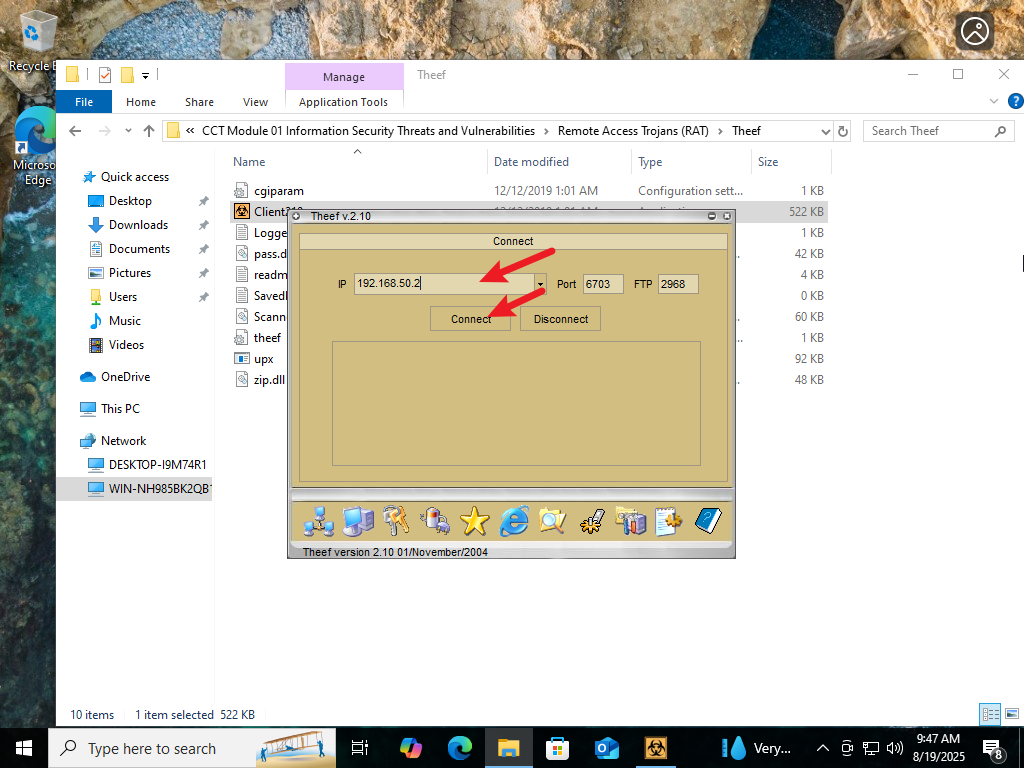 Recycle
Manage
Theef
File
Home
Share
View
Application Tools
« CCT Module 01 Information Security Threats and Vulnerabilities > Remote Access Trojans (RAT) > Theef
Search Theef
Microso
Edge
Quick access
Desktop
Downloads
Documents
Pictures
Users
Music
Videos
OneDrive
This PC
Network
DESKTOP-I9M74R1
WIN-NH985BK2QB
Name
Date modified
Type
Size
cgiparam
12/12/2019 1:01 AM
Configuration sett...
1 KB
522 KB
Logge
1 KB
pass.d
42 KB
readm
4 KB
Saved
0 KB
Scann
60 KB
theef
1 KB
upx
92 KB
zip.dll
48 KB
Theef v.2.10
Connect
IP
192.168.50.2
Port
6703
FTP
2968
Connect
Disconnect
Theef version 2.10 01/November/2004
10 items
1 item selected 522 KB
Type here to search
Very...
9:47 AM
8/19/2025
8